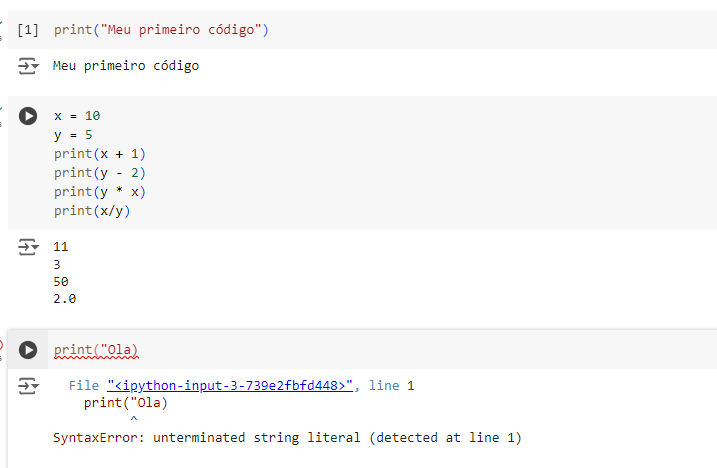 [1] print("Meu primeiro código")
Meu primeiro código
x = 10
y = 5
print(x + 1)
print(y - 2)
print(y * x)
print(x/y)
11
3
50
2.0
print("Ola)
File "<ipython-input-3-739e2fbfd448>", line 1
print("Ola)
^
SyntaxError: unterminated string literal (detected at line 1)